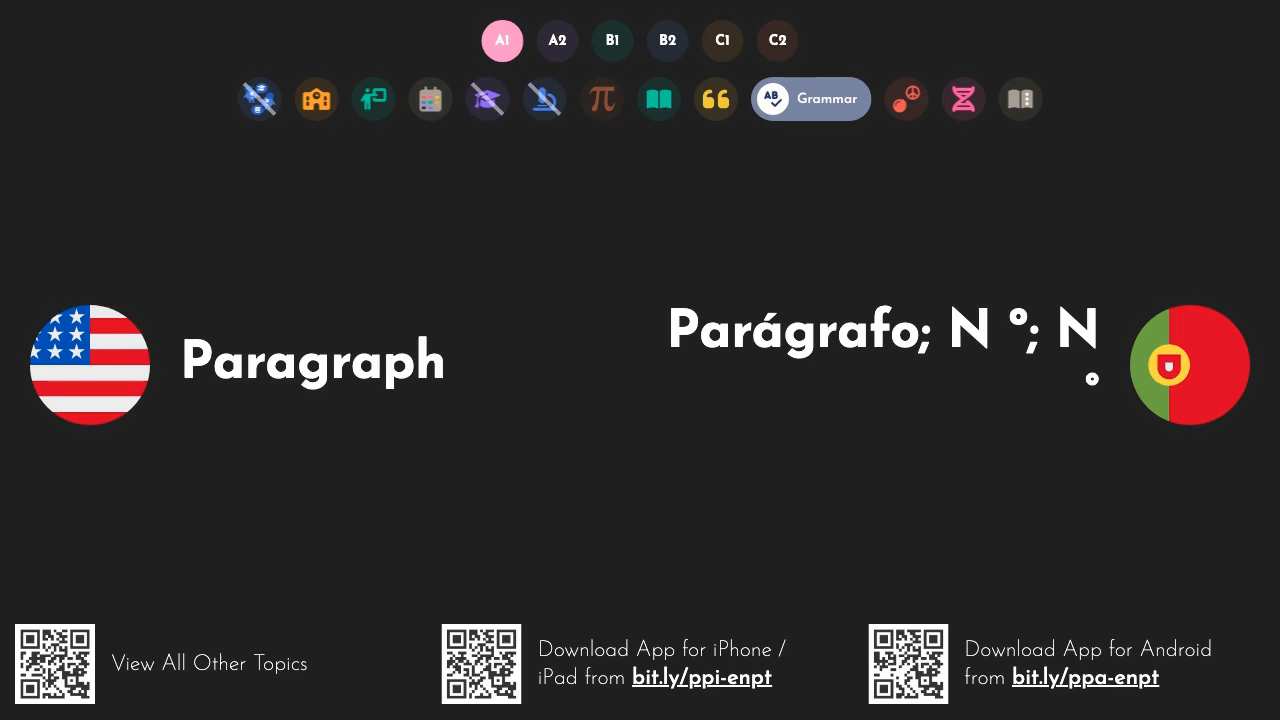 A1 A2 B1 B2 C1 C2
AB Grammar
Paragraph
Parágrafo; N º; N
º
View All Other Topics
Download App for iPhone /
iPad from bit.ly/ppi-enpt
Download App for Android
from bit.ly/ppa-enpt